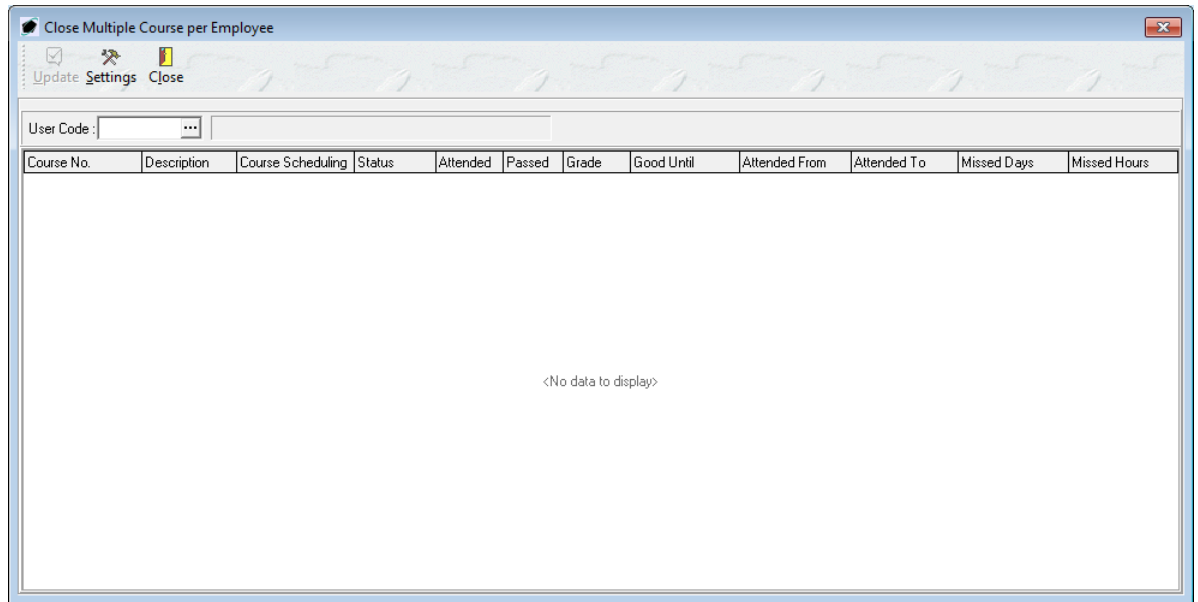 Close Multiple Course per Employee
Update Settings Close
User Code : ...
Course No. Description Course Scheduling Status Attended Passed Grade Good Until Attended From Attended To Missed Days Missed Hours
<No data to display>